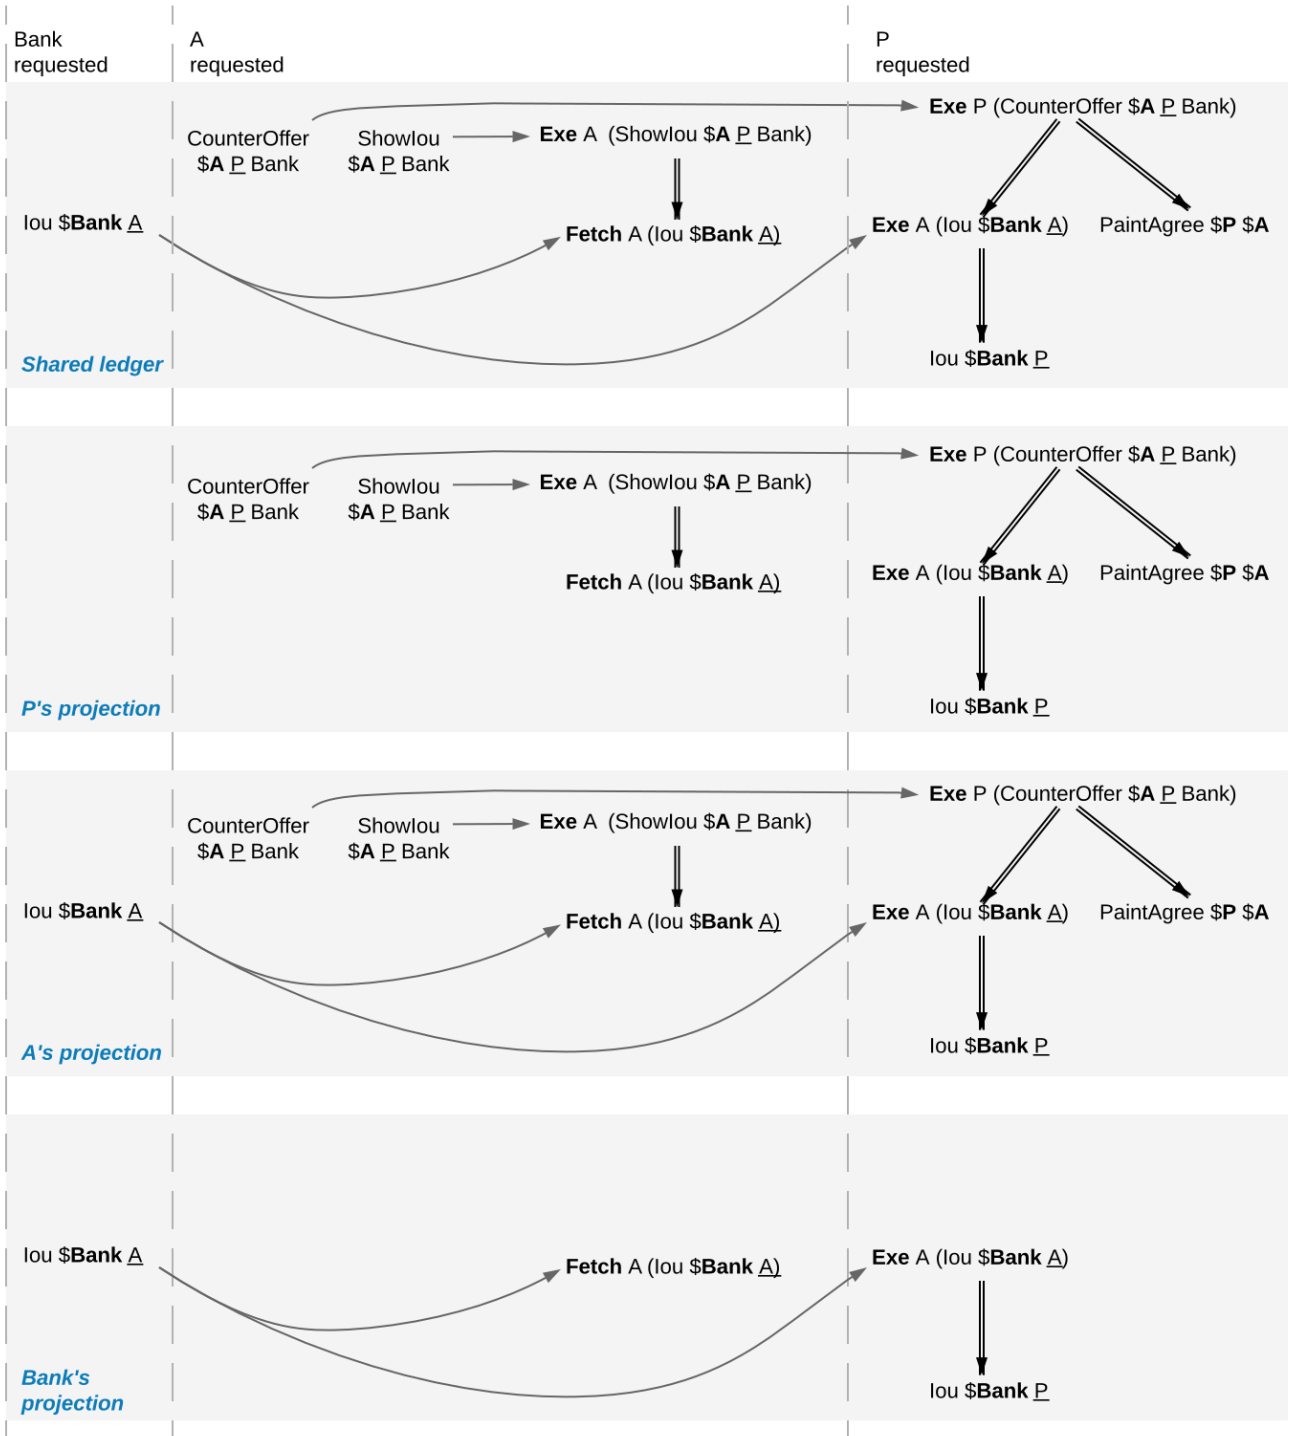 Bank
requested
A
requested
P
requested
Exe P (CounterOffer $A P Bank)
CounterOffer
$A P Bank
ShowIou
$A P Bank
Exe A (ShowIou $A P Bank)
Iou $Bank A
Fetch A (Iou $Bank A)
Exe A (Iou $Bank A)
PaintAgree $P $A
Iou $Bank P
Shared ledger
Exe P (CounterOffer $A P Bank)
CounterOffer
$A P Bank
ShowIou
$A P Bank
Exe A (ShowIou $A P Bank)
Fetch A (Iou $Bank A)
Exe A (Iou $Bank A)
PaintAgree $P $A
Iou $Bank P
P's projection
Exe P (CounterOffer $A P Bank)
CounterOffer
$A P Bank
ShowIou
$A P Bank
Exe A (ShowIou $A P Bank)
Iou $Bank A
Fetch A (Iou $Bank A)
Exe A (Iou $Bank A)
PaintAgree $P $A
Iou $Bank P
A's projection
Iou $Bank A
Fetch A (Iou $Bank A)
Exe A (Iou $Bank A)
Iou $Bank P
Bank's
projection